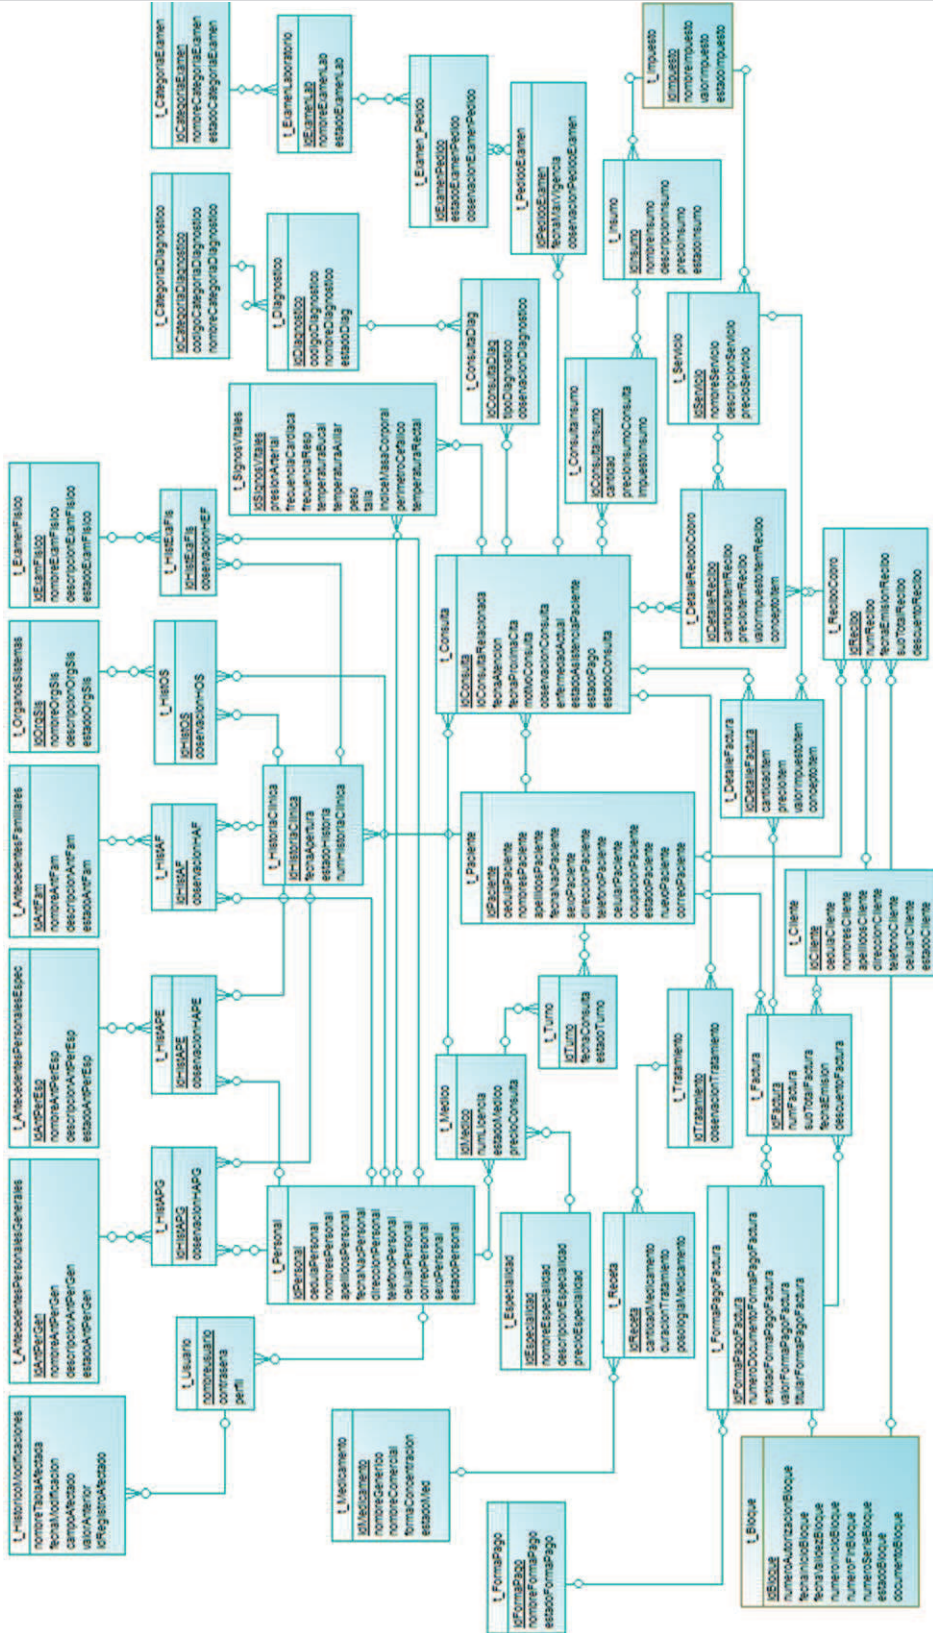 t_HistoricoModificaciones
nombreTablaAfectada
fechaModificacion
campoAfectado
valorAnterior
idRegistroAfectado
t_AntecedentesPersonalesGenerales
idAntPerGen
nombreAntPerGen
descripcionAntPerGen
estadoAntPerGen
t_AntecedentesPersonalesEspec
idAntPerEsp
nombreAntPerEsp
descripcionAntPerEsp
estadoAntPerEsp
t_AntecedentesFamiliares
idAntFam
nombreAntFam
descripcionAntFam
estadoAntFam
t_OrganosSistemas
idOrgSis
nombreOrgSis
descripcionOrgSis
estadoOrgSis
t_ExamenFisico
idExamFisico
nombreExamFisico
descripcionExamFisico
estadoExamFisico
t_Usuario
nombreusuario
contrasena
perfil
t_HistAPG
idHistAPG
observacionHAPG
t_HistAPE
idHistAPE
observacionHAPE
t_HistAF
idHistAF
observacionHAF
t_HistOS
idHistOS
observacionHOS
t_HistExaFis
idHistExaFis
observacionHEF
t_CategoriaDiagnostico
idCategoriaDiagnostico
codigoCategoriaDiagnostico
nombreCategoriaDiagnostico
t_CategoriaExamen
idCategoriaExamen
nombreCategoriaExamen
estadoCategoriaExamen
t_Personal
idPersonal
cedulaPersonal
nombresPersonal
apellidosPersonal
fechaNacPersonal
direccionPersonal
telefonoPersonal
celularPersonal
correoPersonal
sexoPersonal
estadoPersonal
t_HistoriaClinica
idHistoriaClinica
fechaApertura
estadoHistoria
numHistoriaClinica
t_SignosVitales
idSignosVitales
presionArterial
frecuenciaCardiaca
frecuenciaResp
temperaturaBucal
temperaturaAxilar
peso
talla
indiceMasaCorporal
perimetroCefalico
temperaturaRectal
t_Diagnostico
idDiagnostico
codigoDiagnostico
nombreDiagnostico
estadoDiag
t_ExamenLaboratorio
idExamenLab
nombreExamenLab
estadoExamenLab
t_Medicamento
idMedicamento
nombreGenerico
nombreComercial
formaConcentracion
estadoMed
t_Medico
idMedico
numLicencia
estadoMedico
precioConsulta
t_Consulta
idConsulta
idConsultaRelacionada
fechaAtencion
fechaProformaCita
motivoConsulta
observacionConsulta
enfermedadActual
estadoAsistenciaPaciente
estadoPago
estadoConsulta
t_ConsultaDiag
idConsultaDiag
tipoDiagnostico
observacionDiagnostico
t_Examen_Pedido
idExamenPedido
estadoExamenPedido
observacionExamenPedido
t_FormaPago
idFormaPago
nombreFormaPago
estadoFormaPago
t_Especialidad
idEspecialidad
nombreEspecialidad
descripcionEspecialidad
precioEspecialidad
t_Turno
idTurno
fechaConsulta
estadoTurno
t_Paciente
idPaciente
cedulaPaciente
nombresPaciente
apellidosPaciente
fechaNacPaciente
sexoPaciente
direccionPaciente
telefonoPaciente
celularPaciente
ocupacionPaciente
estadoPaciente
nuevoPaciente
correoPaciente
t_PedidoExamen
idPedidoExamen
fechaMaxVigencia
observacionPedidoExamen
t_Receta
idReceta
cantidadMedicamento
duracionTratamiento
posologiaMedicamento
t_Tratamiento
idTratamiento
observacionTratamiento
t_ConsultaInsumo
idConsultaInsumo
cantidad
precioInsumoConsulta
impuestoInsumo
t_Insumo
idInsumo
nombreInsumo
descripcionInsumo
precioInsumo
estadoInsumo
t_Impuesto
idImpuesto
nombreImpuesto
valorImpuesto
estadoImpuesto
t_FormaPagoFactura
idFormaPagoFactura
numeroDocumentoFormaPagoFactura
entidadFormaPagoFactura
valorFormaPagoFactura
titularFormaPagoFactura
t_DetalleReciboCobro
idDetalleRecibo
cantidadItemRecibo
precioItemRecibo
valorImpuestoItemRecibo
conceptoItem
t_Servicio
idServicio
nombreServicio
descripcionServicio
precioServicio
t_Bloque
idBloque
numeroAutorizacionBloque
fechaInicioBloque
fechaValidezBloque
numeroInicioBloque
numeroFinBloque
numeroSerieBloque
estadoBloque
documentoBloque
t_Factura
idFactura
numFactura
subTotalFactura
fechaEmision
descuentoFactura
t_DetalleFactura
idDetalleFactura
cantidadItem
precioItem
valorImpuestoItem
conceptoItem
t_Cliente
idCliente
cedulaCliente
nombresCliente
apellidosCliente
direccionCliente
telefonoCliente
celularCliente
estadoCliente
t_ReciboCobro
idRecibo
numRecibo
fechaEmisionRecibo
subTotalRecibo
descuentoRecibo